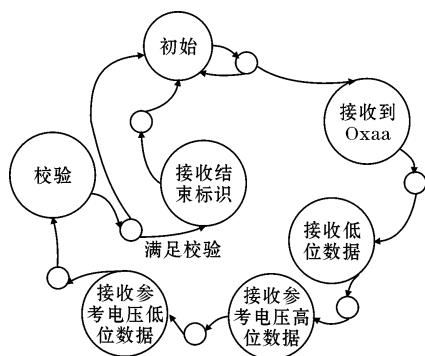 初始
接收到
Oxaa
校验
接收结
束标识
满足校验
接收低
位数据
接收参
考电压低
位数据
接收参
考电压高
位数据